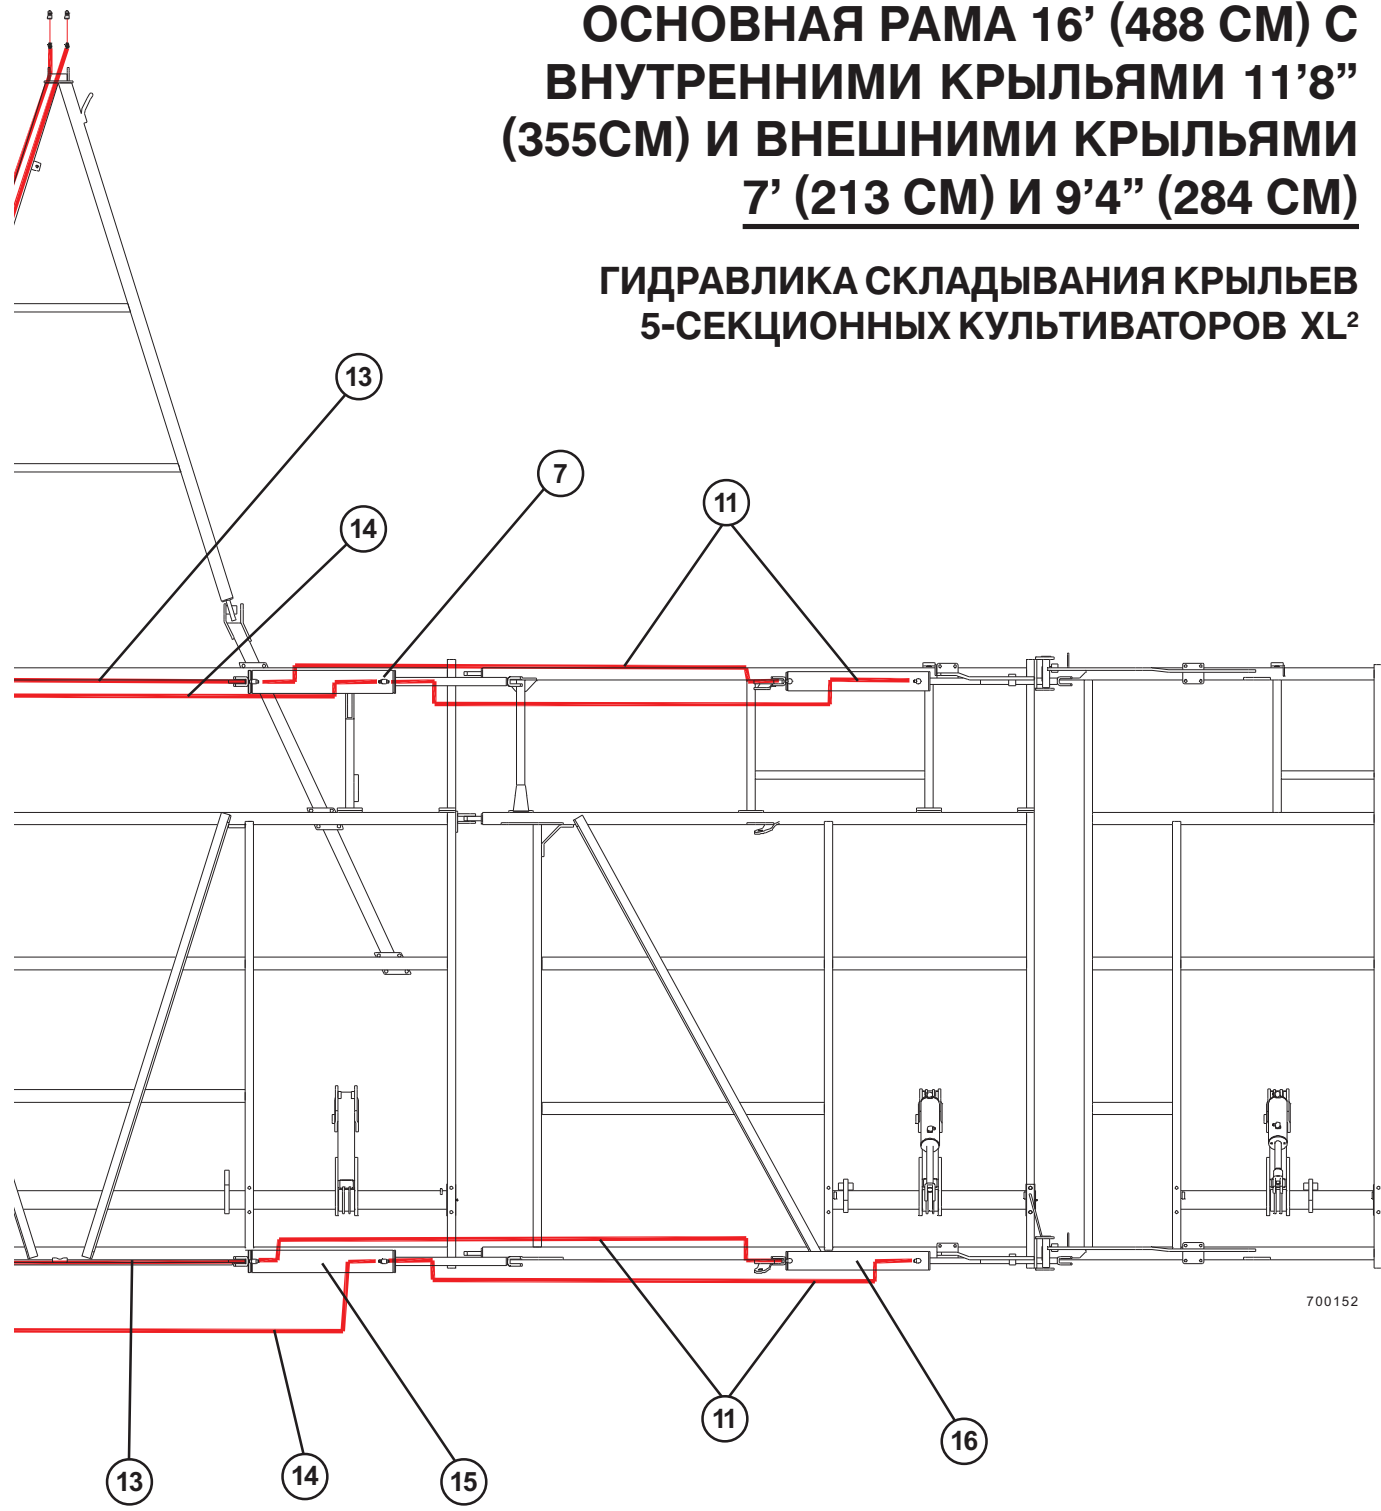 ОСНОВНАЯ РАМА 16’ (488 СМ) С
ВНУТРЕННИМИ КРЫЛЬЯМИ 11’8”
(355СМ) И ВНЕШНИМИ КРЫЛЬЯМИ
7’ (213 СМ) И 9’4” (284 СМ)
ГИДРАВЛИКА СКЛАДЫВАНИЯ КРЫЛЬЕВ
5-СЕКЦИОННЫХ КУЛЬТИВАТОРОВ XL²
13
7
11
14
700152
11
16
13
14
15